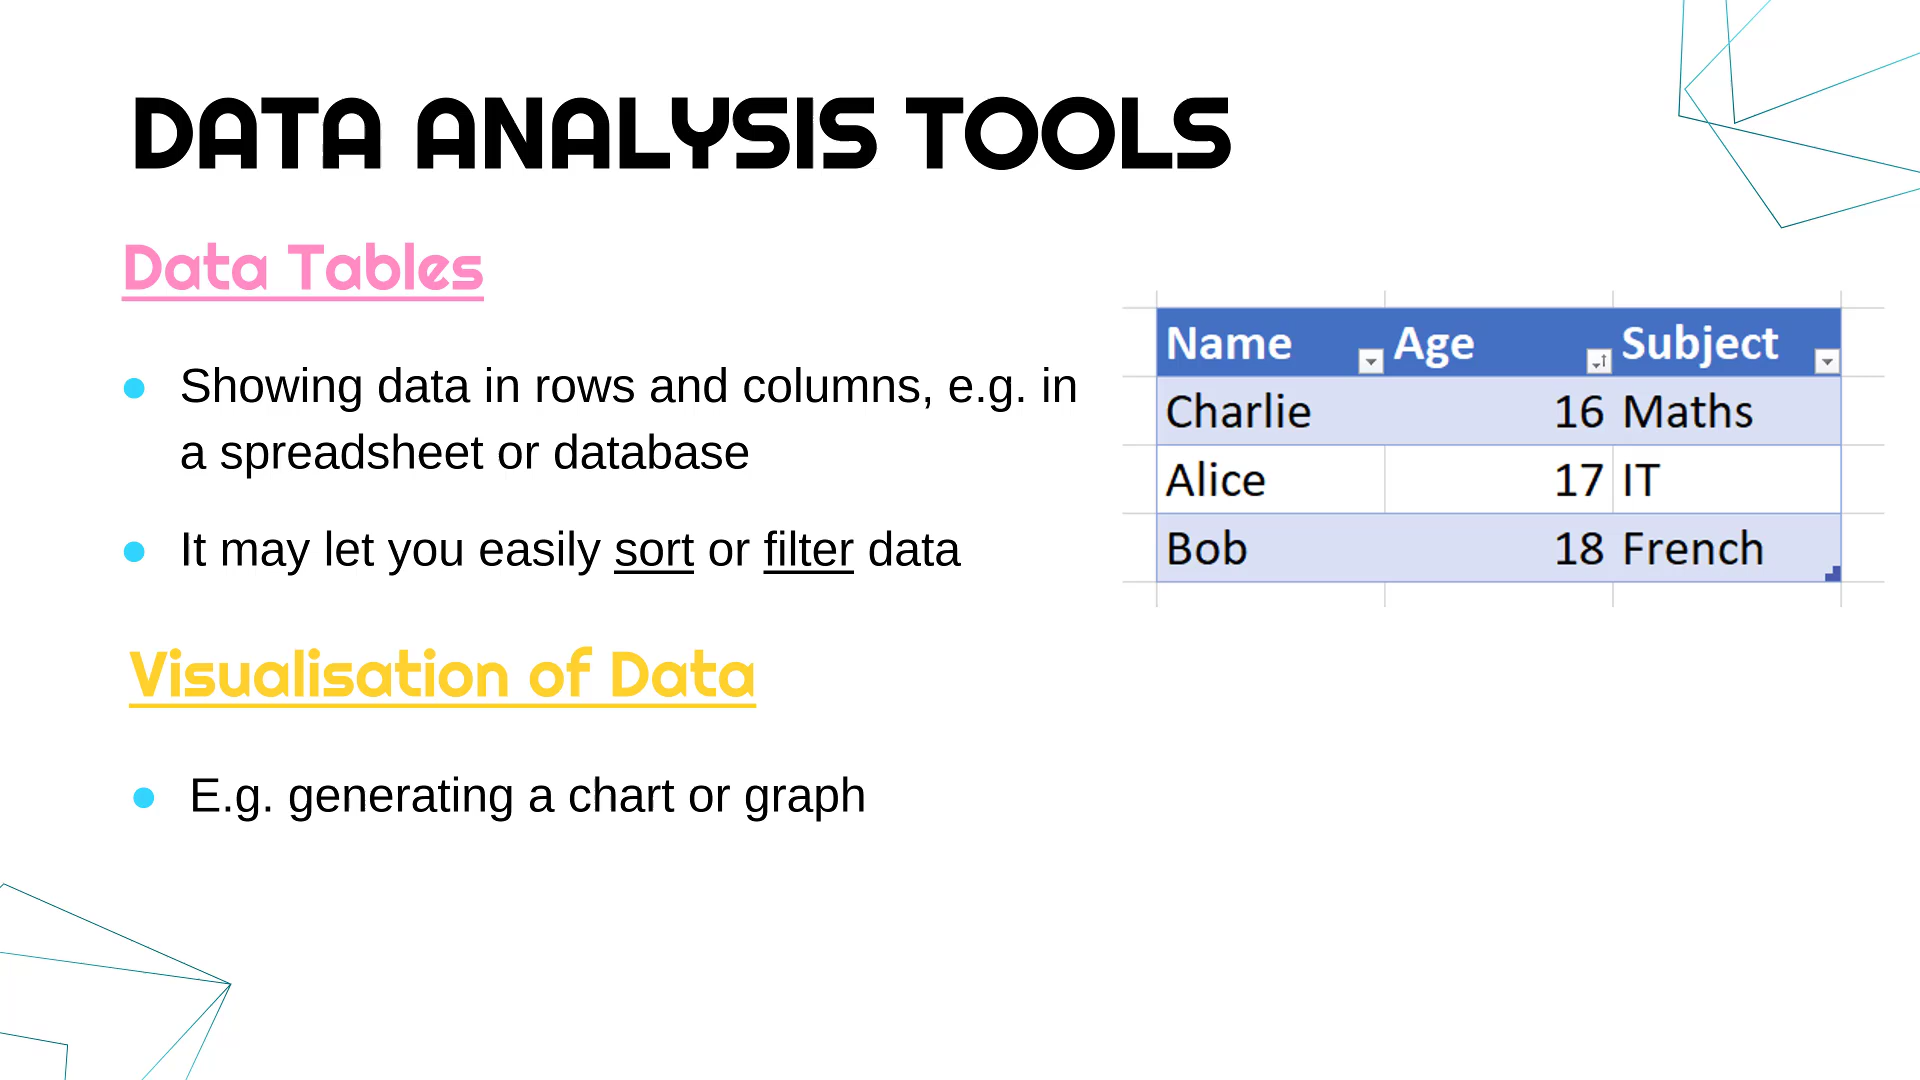 DATA ANALYSIS TOOLS
Data Tables
Showing data in rows and columns, e.g. in
a spreadsheet or database
It may let you easily sort or filter data
Name Age Subject
Charlie 16 Maths
Alice 17 IT
Bob 18 French
Visualisation of Data
E.g. generating a chart or graph